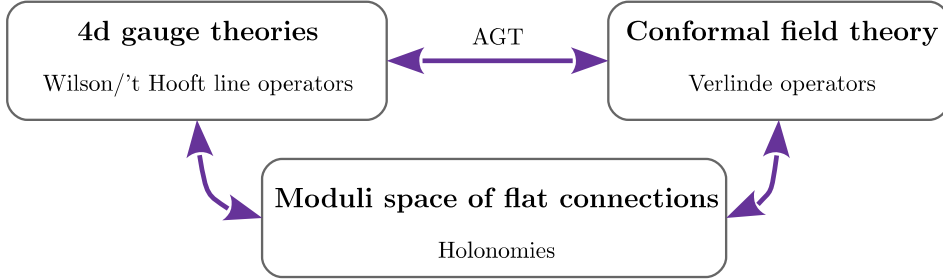 4d gauge theories
Wilson/'t Hooft line operators
AGT
Conformal field theory
Verlinde operators
Moduli space of flat connections
Holonomies